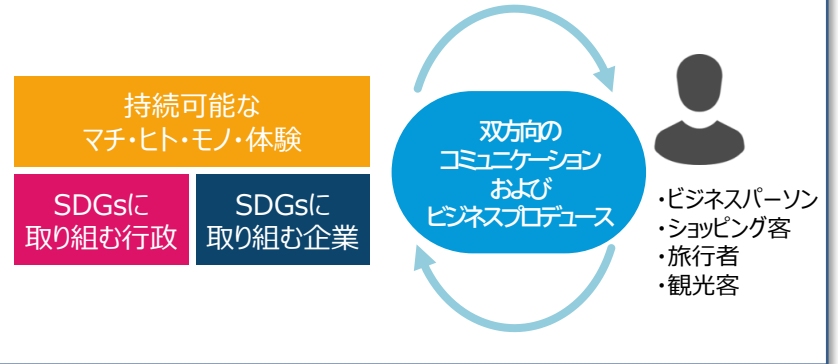 持続可能な
マチ・ヒト・モノ・体験
SDGsに
取り組む行政
SDGsに
取り組む企業
双方向の
コミュニケーション
および
ビジネスプロデュース
・ビジネスパーソン
・ショッピング客
・旅行者
・観光客